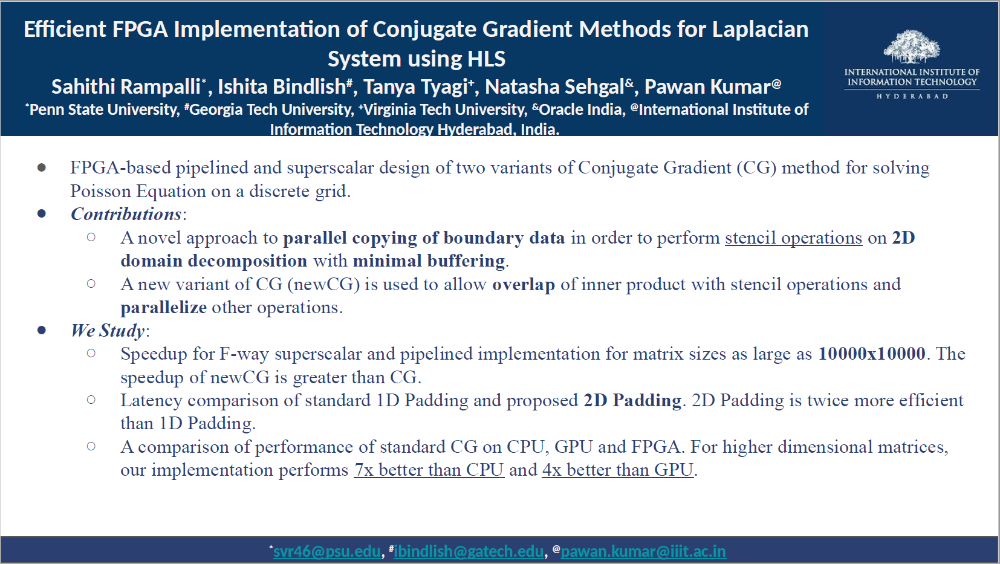 Efficient FPGA Implementation of Conjugate Gradient Methods for Laplacian
System using HLS
Sahithi Rampalli*, Ishita Bindlish#, Tanya Tyagi+, Natasha Sehgal&, Pawan Kumar@
*Penn State University, #Georgia Tech University, +Virginia Tech University, &Oracle India, @International Institute of
Information Technology Hyderabad, India.
INTERNATIONAL INSTITUTE OF
INFORMATION TECHNOLOGY
HYDERABAD
● FPGA-based pipelined and superscalar design of two variants of Conjugate Gradient (CG) method for solving
Poisson Equation on a discrete grid.
● Contributions:
○ A novel approach to parallel copying of boundary data in order to perform stencil operations on 2D
domain decomposition with minimal buffering.
○ A new variant of CG (newCG) is used to allow overlap of inner product with stencil operations and
parallelize other operations.
● We Study:
○ Speedup for F-way superscalar and pipelined implementation for matrix sizes as large as 10000x10000. The
speedup of newCG is greater than CG.
○ Latency comparison of standard 1D Padding and proposed 2D Padding. 2D Padding is twice more efficient
than 1D Padding.
○ A comparison of performance of standard CG on CPU, GPU and FPGA. For higher dimensional matrices,
our implementation performs 7x better than CPU and 4x better than GPU.
*svr46@psu.edu, #ibindlish@gatech.edu, @pawan.kumar@iiit.ac.in